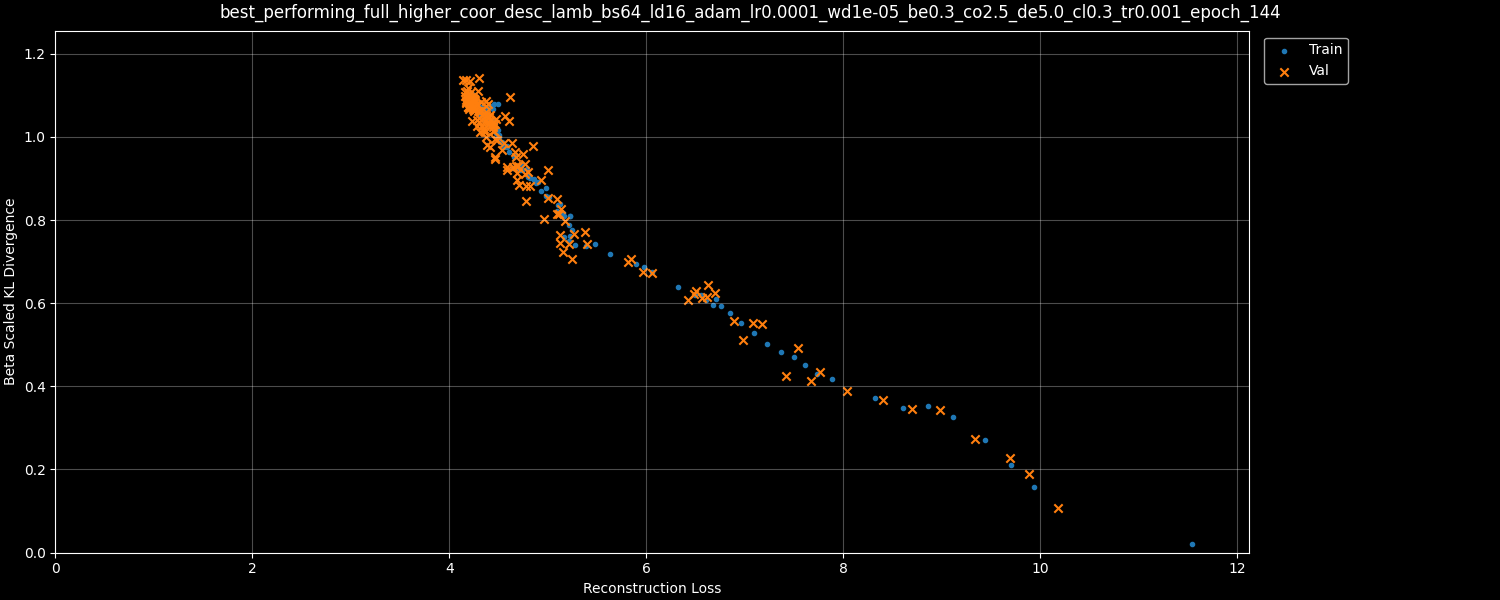 best_performing_full_higher_coor_desc_lamb_bs64_ld16_adam_lr0.0001_wd1e-05_be0.3_co2.5_de5.0_cl0.3_tr0.001_epoch_144
Train
Val
1.2
1.0
0.8
0.6
0.4
0.2
0.0
Beta Scaled KL Divergence
0
2
4
6
8
10
12
Reconstruction Loss